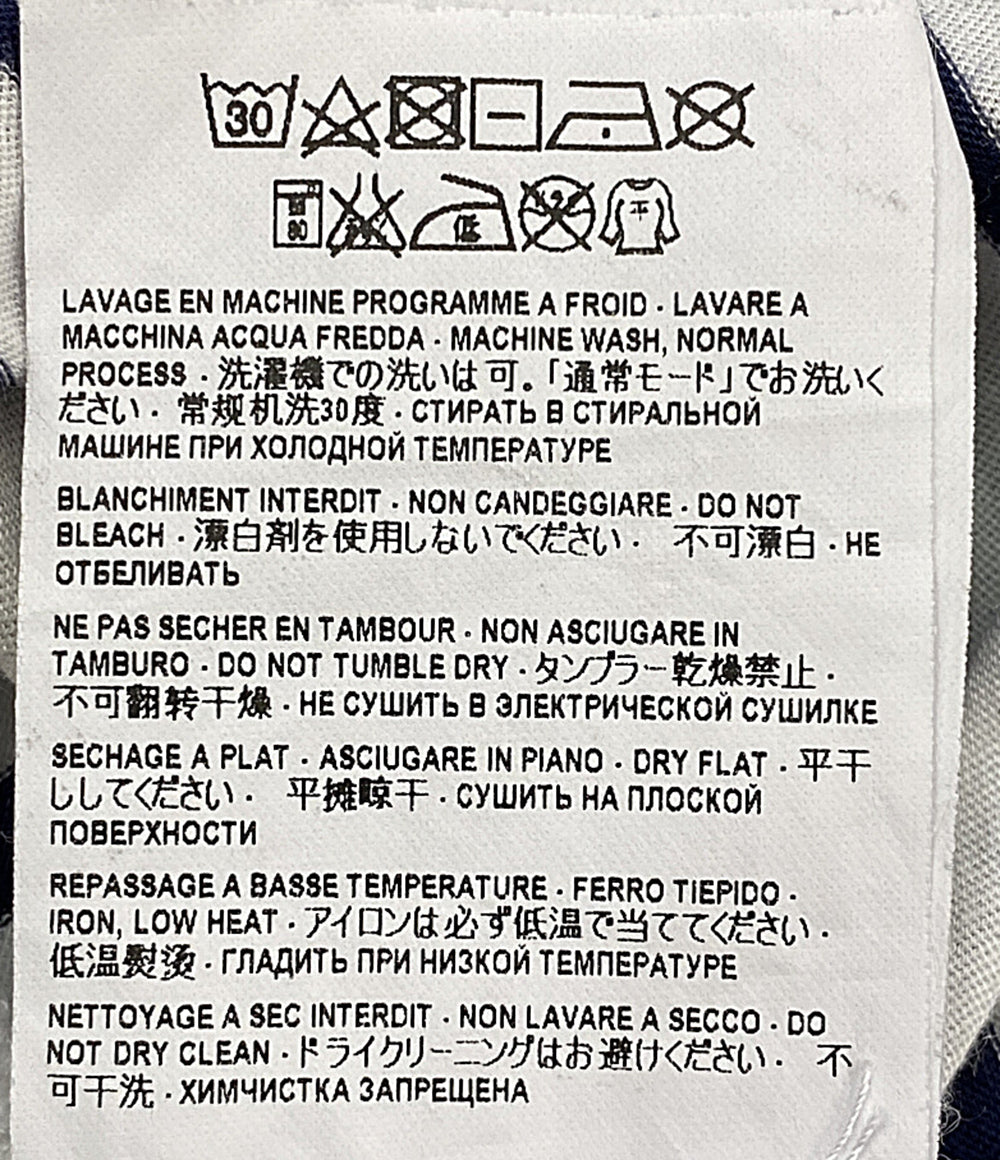 30
低
平
LAVAGE EN MACHINE PROGRAMME A FROID · LAVARE A
MACCHINA ACQUA FREDDA · MACHINE WASH, NORMAL
PROCESS · 洗濯機での洗いは可。「通常モード」でお洗いく
ださい · 常规机洗30度 · СТИРАТЬ В СТИРАЛЬНОЙ
МАШИНЕ ПРИ ХОЛОДНОЙ ТЕМПЕРАТУРЕ
BLANCHIMENT INTERDIT · NON CANDEGGIARE · DO NOT
BLEACH · 漂白剤を使用しないでください · 不可漂白 · НЕ
ОТБЕЛИВАТЬ
NE PAS SECHER EN TAMBOUR · NON ASCIUGARE IN
TAMBURO · DO NOT TUMBLE DRY · タンブラー乾燥禁止 ·
不可翻转干燥 · НЕ СУШИТЬ В ЭЛЕКТРИЧЕСКОЙ СУШИЛКЕ
SECHAGE A PLAT · ASCIUGARE IN PIANO · DRY FLAT · 平干
ししてください · 平摊晾干 · СУШИТЬ НА ПЛОСКОЙ
ПОВЕРХНОСТИ
REPASSAGE A BASSE TEMPERATURE · FERRO TIEPIDO ·
IRON, LOW HEAT · アイロンは必ず低温で当ててください ·
低温熨烫 · ГЛАДИТЬ ПРИ НИЗКОЙ ТЕМПЕРАТУРЕ
NETTOYAGE A SEC INTERDIT · NON LAVARE A SECCO · DO
NOT DRY CLEAN · ドライクリーニングはお避けください · 不
可干洗 · ХИМЧИСТКА ЗАПРЕЩЕНА